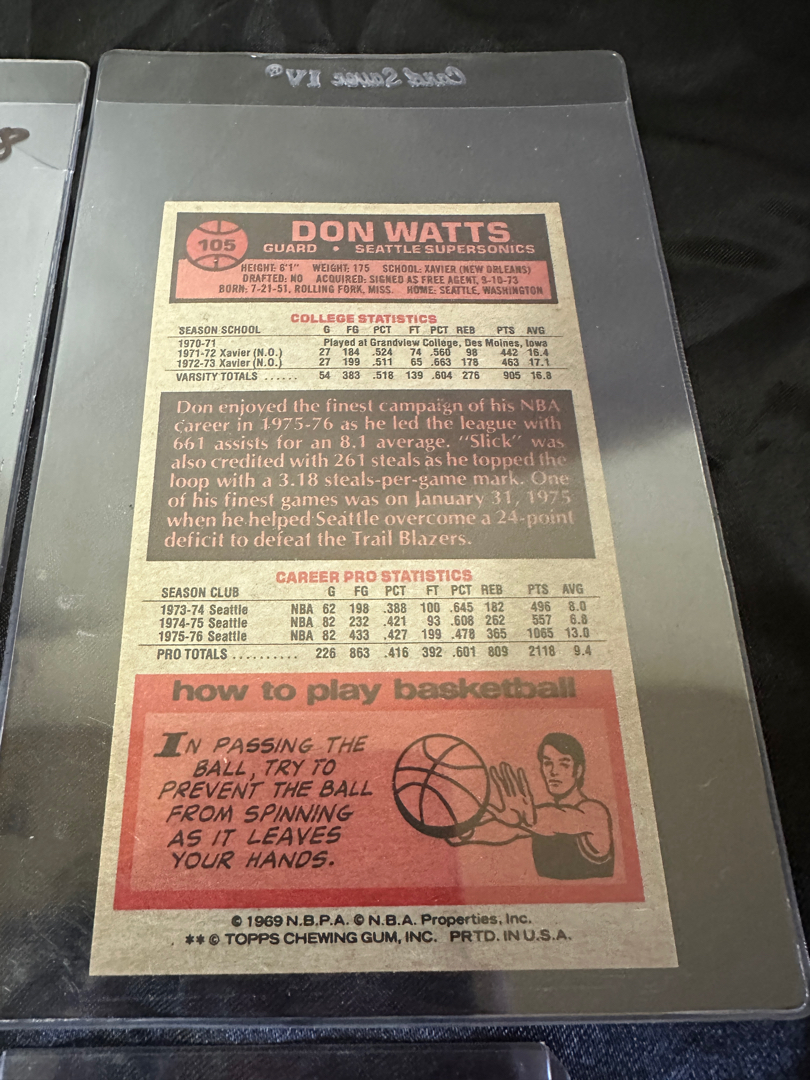 Card Saver IV®
8
105
DON WATTS
GUARD • SEATTLE SUPERSONICS
HEIGHT: 6'1" WEIGHT: 175 SCHOOL: XAVIER (NEW ORLEANS)
DRAFTED: NO ACQUIRED: SIGNED AS FREE AGENT, 9-10-73
BORN: 7-21-51, ROLLING FORK, MISS. HOME: SEATTLE, WASHINGTON
COLLEGE STATISTICS
SEASON SCHOOL G FG PCT FT PCT REB PTS AVG
1970-71 Played at Grandview College, Des Moines, Iowa
1971-72 Xavier (N.O.) 27 184 .524 74 .560 98 442 16.4
1972-73 Xavier (N.O.) 27 199 .511 65 .663 178 463 17.1
VARSITY TOTALS ...... 54 383 .518 139 .604 276 905 16.8
Don enjoyed the finest campaign of his NBA
career in 1975-76 as he led the league with
661 assists for an 8.1 average. "Slick" was
also credited with 261 steals as he topped the
loop with a 3.18 steals-per-game mark. One
of his finest games was on January 31, 1975
when he helped Seattle overcome a 24-point
deficit to defeat the Trail Blazers.
CAREER PRO STATISTICS
SEASON CLUB G FG PCT FT PCT REB PTS AVG
1973-74 Seattle NBA 62 198 .388 100 .645 182 496 8.0
1974-75 Seattle NBA 82 232 .421 93 .608 262 557 6.8
1975-76 Seattle NBA 82 433 .427 199 .478 365 1065 13.0
PRO TOTALS .......... 226 863 .416 392 .601 809 2118 9.4
how to play basketball
IN PASSING THE
BALL, TRY TO
PREVENT THE BALL
FROM SPINNING
AS IT LEAVES
YOUR HANDS.
© 1969 N.B.P.A. © N.B.A. Properties, Inc.
** © TOPPS CHEWING GUM, INC. PRTD. IN U.S.A.